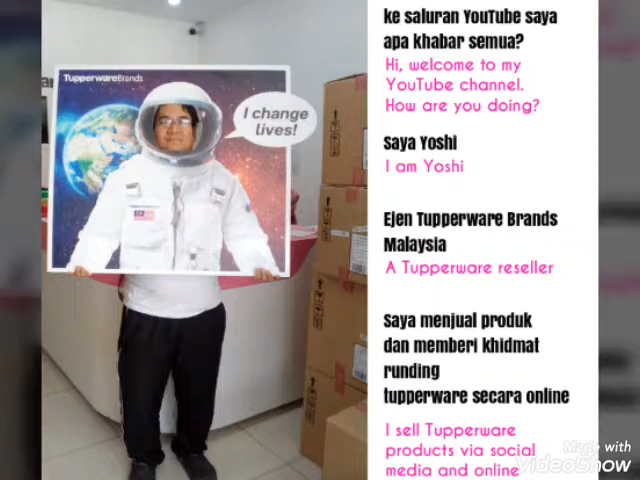 TupperwareBrands
I change
lives!
ke saluran YouTube saya
apa khabar semua?
Hi, welcome to my
YouTube channel.
How are you doing?
Saya Yoshi
I am Yoshi
Ejen Tupperware Brands
Malaysia
A Tupperware reseller
Saya menjual produk
dan memberi khidmat
runding
tupperware secara online
I sell Tupperware
products via social
media and online
Made with
VideoShow